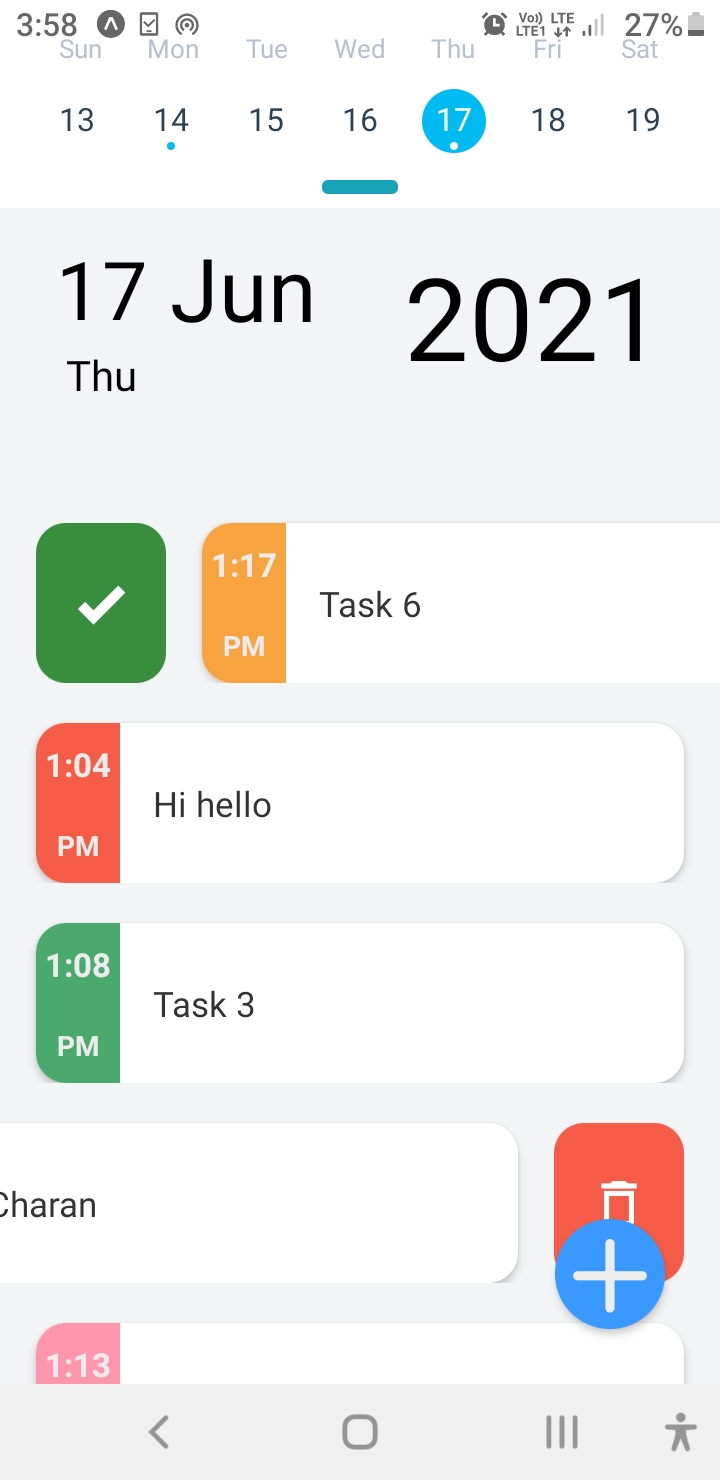 3:58 Vo) LTE LTE1 27%
Sun Mon Tue Wed Thu Fri Sat
13 14 15 16 17 18 19
17 Jun 2021
Thu
1:17
Task 6
PM
1:04
Hi hello
PM
1:08
Task 3
PM
Charan
1:13